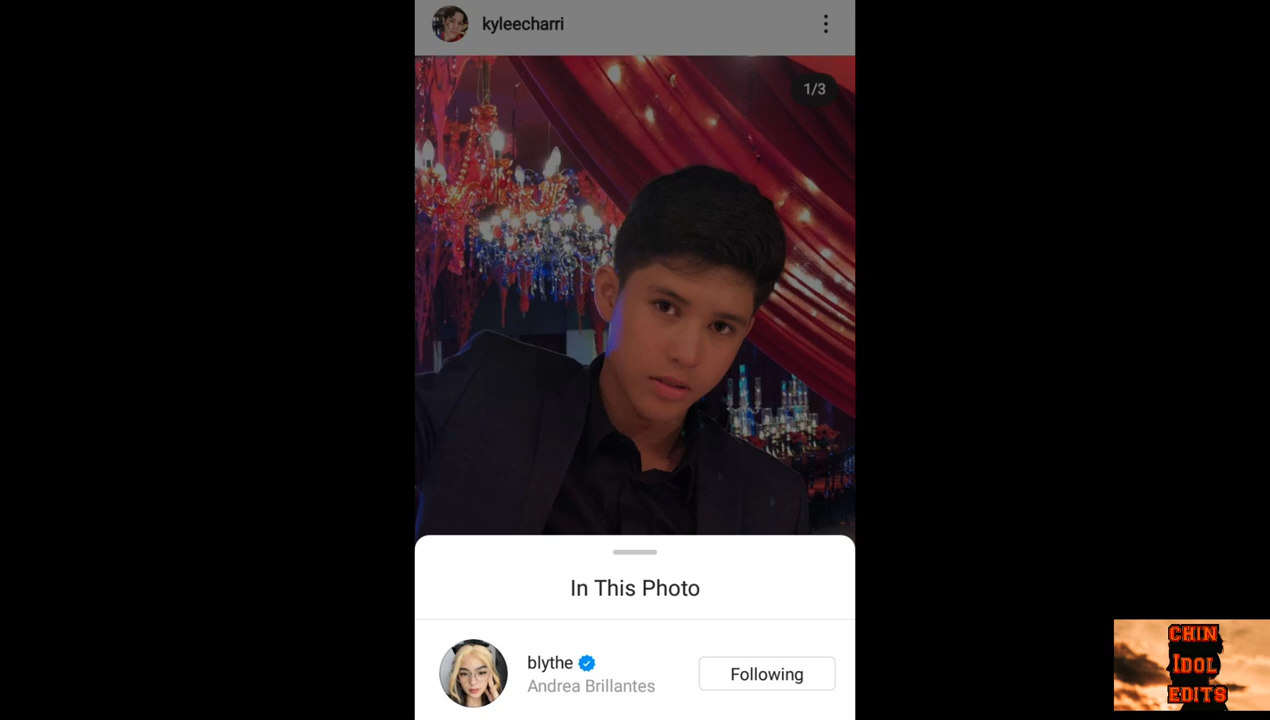 kyleecharri
1/3
In This Photo
blythe
Andrea Brillantes
Following
CHIN
IDOL
EDITS